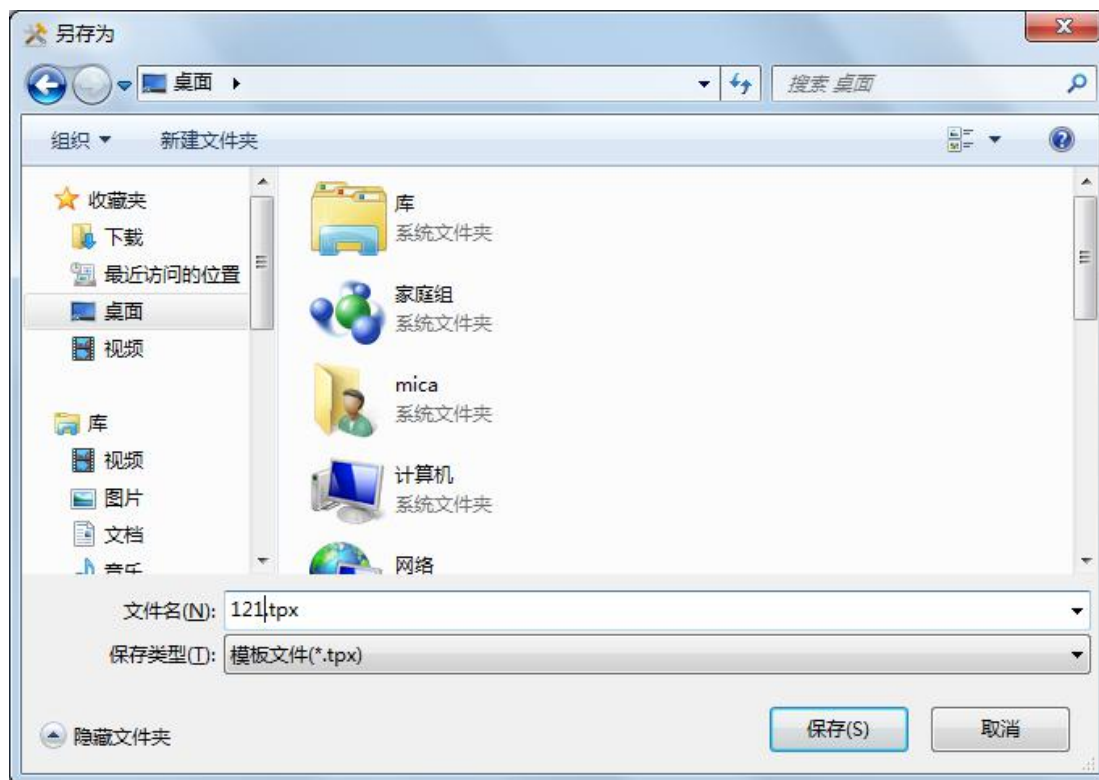 另存为
桌面
搜索 桌面
组织
新建文件夹
收藏夹
下载
最近访问的位置
桌面
视频
库
视频
图片
文档
音乐
库
系统文件夹
家庭组
系统文件夹
mica
系统文件夹
计算机
系统文件夹
网络
文件名(N): 121.tpx
保存类型(T): 模板文件(*.tpx)
隐藏文件夹
保存(S)
取消